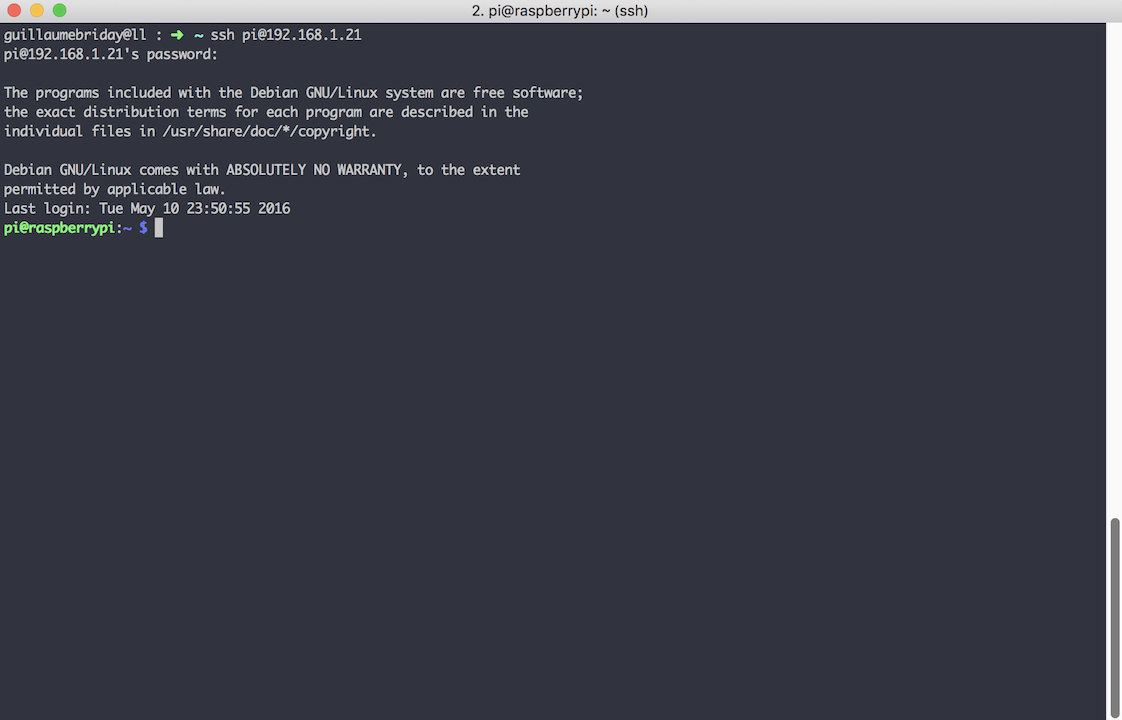 2. pi@raspberrypi: ~ (ssh)
guillaumebriday@ll : ➜ ~ ssh pi@192.168.1.21
pi@192.168.1.21's password:
The programs included with the Debian GNU/Linux system are free software;
the exact distribution terms for each program are described in the
individual files in /usr/share/doc/*/copyright.
Debian GNU/Linux comes with ABSOLUTELY NO WARRANTY, to the extent
permitted by applicable law.
Last login: Tue May 10 23:50:55 2016
pi@raspberrypi:~ $